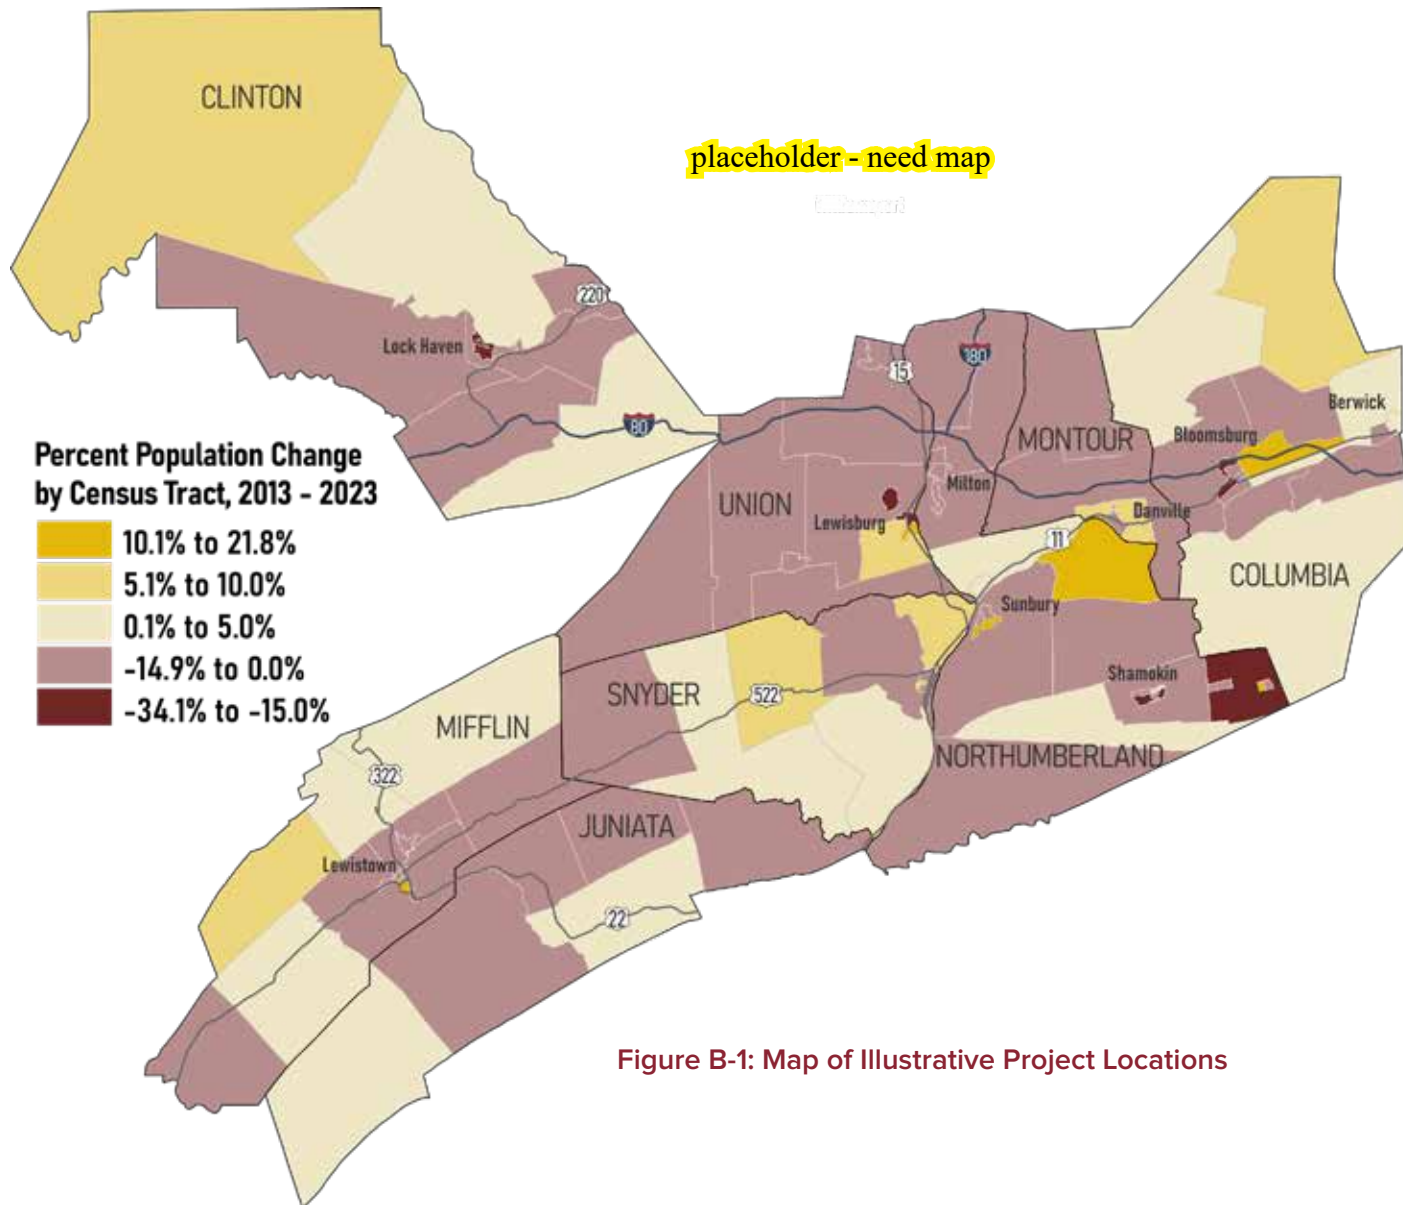 CLINTON
placeholder - need map
220
Lock Haven
180
15
80
Berwick
Bloomsburg
MONTOUR
Percent Population Change
by Census Tract, 2013 - 2023
10.1% to 21.8%
5.1% to 10.0%
0.1% to 5.0%
-14.9% to 0.0%
-34.1% to -15.0%
UNION
Milton
Lewisburg
Danville
11
COLUMBIA
Sunbury
Shamokin
SNYDER
522
MIFFLIN
NORTHUMBERLAND
322
JUNIATA
Lewistown
22
Figure B-1: Map of Illustrative Project Locations